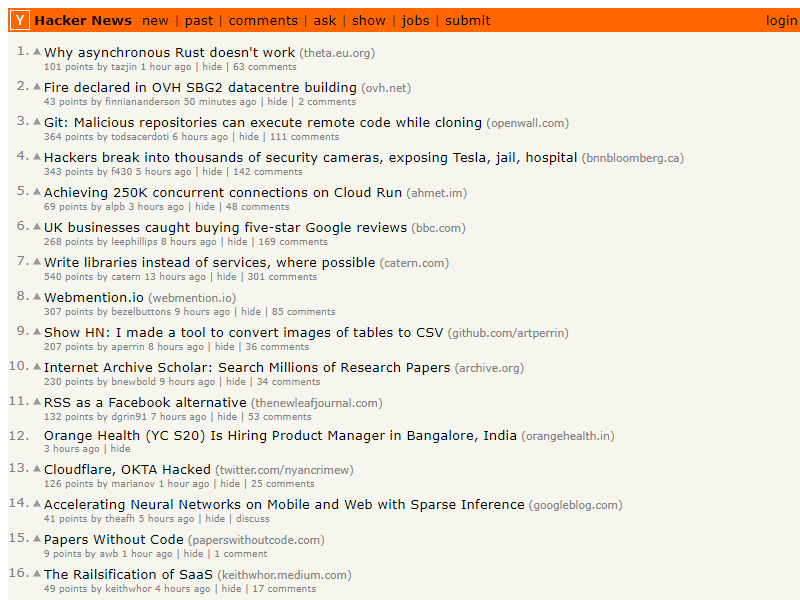 Y Hacker News new | past | comments | ask | show | jobs | submit login
1. Why asynchronous Rust doesn't work (theta.eu.org)
101 points by tazjin 1 hour ago | hide | 63 comments
2. Fire declared in OVH SBG2 datacentre building (ovh.net)
43 points by finniananderson 50 minutes ago | hide | 2 comments
3. Git: Malicious repositories can execute remote code while cloning (openwall.com)
364 points by todsacerdoti 6 hours ago | hide | 111 comments
4. Hackers break into thousands of security cameras, exposing Tesla, jail, hospital (bnnbloomberg.ca)
343 points by f430 5 hours ago | hide | 142 comments
5. Achieving 250K concurrent connections on Cloud Run (ahmet.im)
69 points by alpb 3 hours ago | hide | 48 comments
6. UK businesses caught buying five-star Google reviews (bbc.com)
268 points by leephillips 8 hours ago | hide | 169 comments
7. Write libraries instead of services, where possible (catern.com)
540 points by catern 13 hours ago | hide | 301 comments
8. Webmention.io (webmention.io)
307 points by bezelbuttons 9 hours ago | hide | 85 comments
9. Show HN: I made a tool to convert images of tables to CSV (github.com/artperrin)
207 points by aperrin 8 hours ago | hide | 36 comments
10. Internet Archive Scholar: Search Millions of Research Papers (archive.org)
230 points by bnewbold 9 hours ago | hide | 34 comments
11. RSS as a Facebook alternative (thenewleafjournal.com)
132 points by dgrin91 7 hours ago | hide | 53 comments
12. Orange Health (YC S20) Is Hiring Product Manager in Bangalore, India (orangehealth.in)
3 hours ago | hide
13. Cloudflare, OKTA Hacked (twitter.com/nyancrimew)
126 points by marianov 1 hour ago | hide | 25 comments
14. Accelerating Neural Networks on Mobile and Web with Sparse Inference (googleblog.com)
41 points by theafh 5 hours ago | hide | discuss
15. Papers Without Code (paperswithoutcode.com)
9 points by awb 1 hour ago | hide | 1 comment
16. The Railsification of SaaS (keithwhor.medium.com)
49 points by keithwhor 4 hours ago | hide | 17 comments